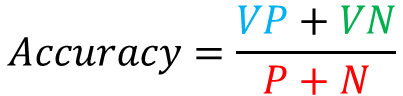 Accuracy = (VP + VN) / (P + N)